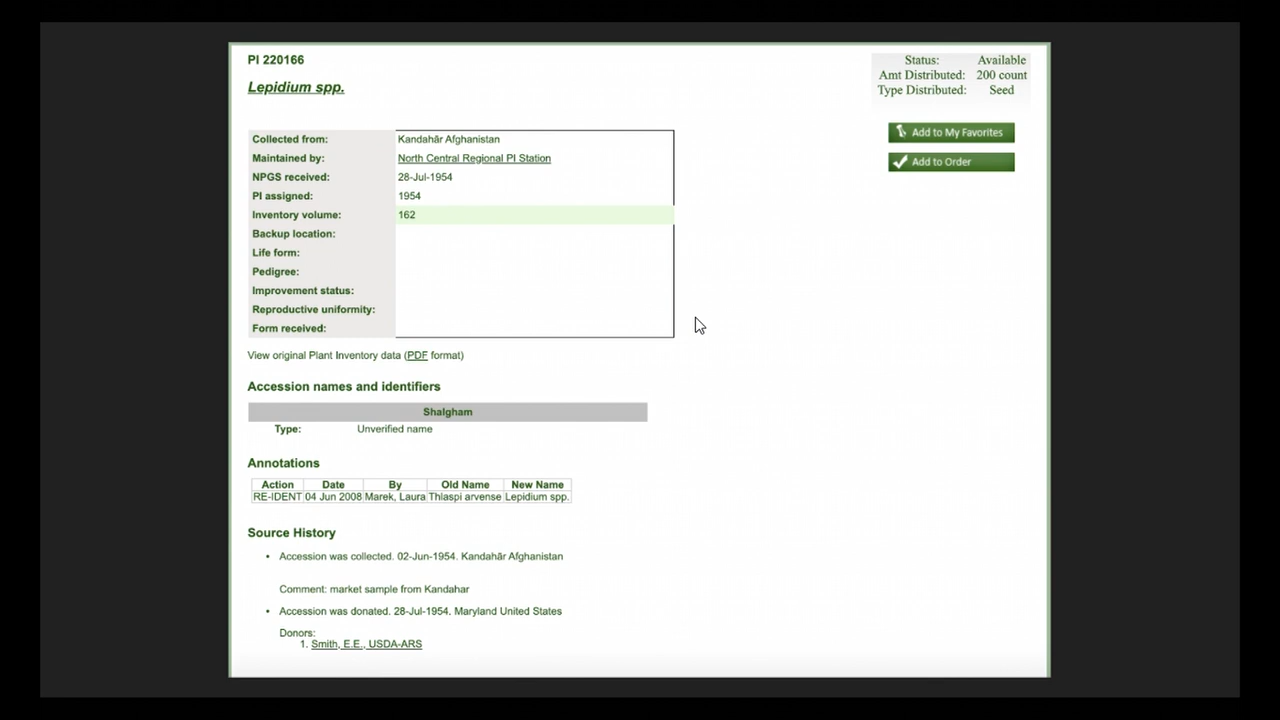 PI 220166
Lepidium spp.
Status: Available
Amt Distributed: 200 count
Type Distributed: Seed
Add to My Favorites
Add to Order
Collected from: Kandahār Afghanistan
Maintained by: North Central Regional PI Station
NPGS received: 28-Jul-1954
PI assigned: 1954
Inventory volume: 162
Backup location:
Life form:
Pedigree:
Improvement status:
Reproductive uniformity:
Form received:
View original Plant Inventory data (PDF format)
Accession names and identifiers
Shalgham
Type: Unverified name
Annotations
Action Date By Old Name New Name
RE-IDENT 04 Jun 2008 Marek, Laura Thlaspi arvense Lepidium spp.
Source History
• Accession was collected. 02-Jun-1954. Kandahār Afghanistan
Comment: market sample from Kandahar
• Accession was donated. 28-Jul-1954. Maryland United States
Donors:
1. Smith, E.E., USDA-ARS